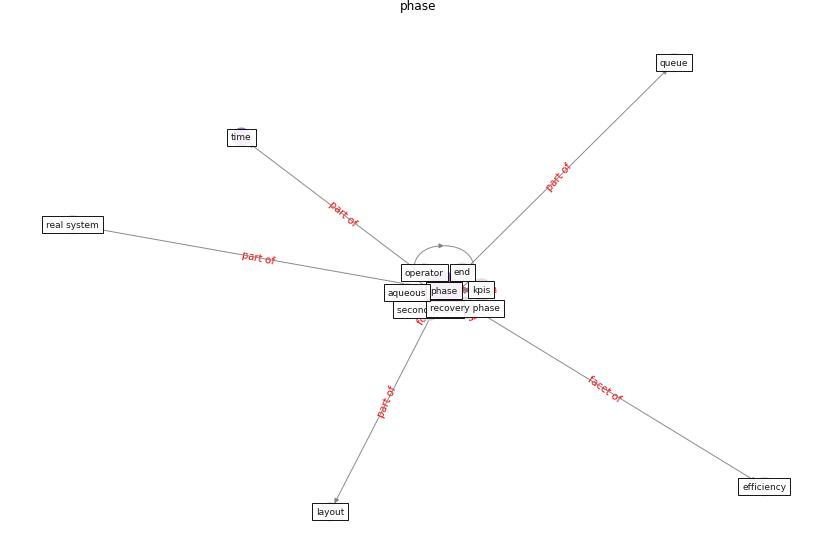 phase
queue
time
part of
part of
real system
part of
operator
end
aqueous
phase
kpis
second
recovery phase
part of
facet of
efficiency
layout